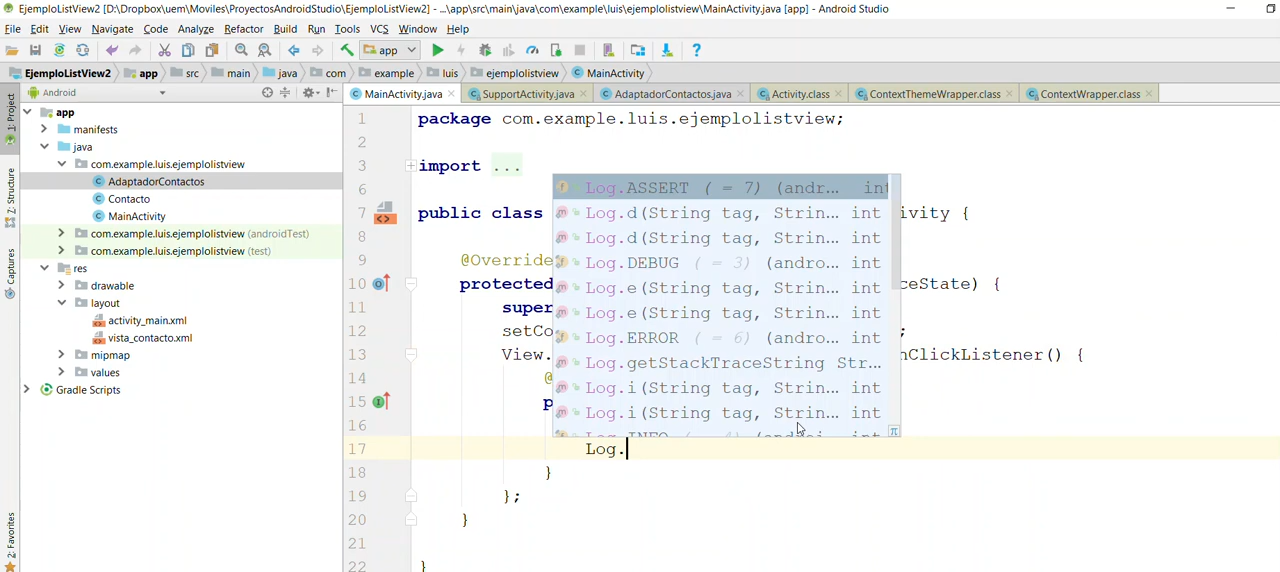 EjemploListView2 [D:\Dropbox\uem\Moviles\ProyectosAndroidStudio\EjempoListView2] - ...\app\src\main\java\com\example\luis\ejemplolistview\MainActivity.java [app] - Android Studio
File Edit View Navigate Code Analyze Refactor Build Run Tools VCS Window Help
app
EjemploListView2 app src main java com example luis ejemplolistview MainActivity
Android
MainActivity.java SupportActivity.java AdaptadorContactos.java Activity.class ContextThemeWrapper.class ContextWrapper.class
1: Project
7: Structure
Captures
2: Favorites
app
manifests
java
com.example.luis.ejemplolistview
AdaptadorContactos
Contacto
MainActivity
com.example.luis.ejemplolistview (androidTest)
com.example.luis.ejemplolistview (test)
res
drawable
layout
activity_main.xml
vista_contacto.xml
mipmap
values
Gradle Scripts
1 package com.example.luis.ejemplolistview;
2
3 import ...
6
7 public class ivity {
8
9 @Override
10 protected ceState) {
11 super
12 setCo ;
13 View. nClickListener() {
14 @
15 p
16
17 Log.
18 }
19 };
20 }
21
22 }
Log.ASSERT ( = 7) (andr... int
Log.d(String tag, Strin... int
Log.d(String tag, Strin... int
Log.DEBUG ( = 3) (andro... int
Log.e(String tag, Strin... int
Log.e(String tag, Strin... int
Log.ERROR ( = 6) (andro... int
Log.getStackTraceString Str...
Log.i(String tag, Strin... int
Log.i(String tag, Strin... int
Log.INFO ( = 4) (androi... int
π